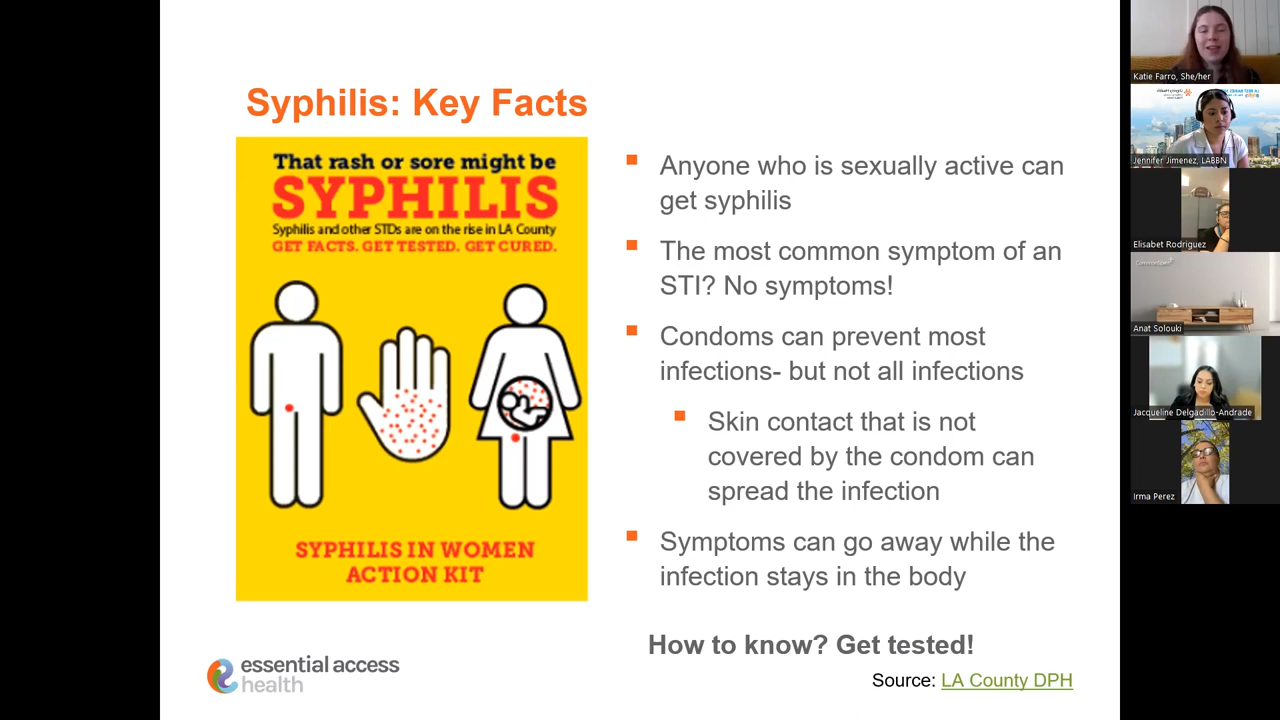 Syphilis: Key Facts
That rash or sore might be
SYPHILIS
Syphilis and other STDs are on the rise in LA County
GET FACTS. GET TESTED. GET CURED.
SYPHILIS IN WOMEN
ACTION KIT
Anyone who is sexually active can
get syphilis
The most common symptom of an
STI? No symptoms!
Condoms can prevent most
infections- but not all infections
Skin contact that is not
covered by the condom can
spread the infection
Symptoms can go away while the
infection stays in the body
How to know? Get tested!
Source: LA County DPH
essential access
health
Katie Farro, She/her
Jennifer Jimenez, LABBN
Elisabet Rodriguez
Anat Solouki
Jacqueline Delgadillo-Andrade
Irma Perez